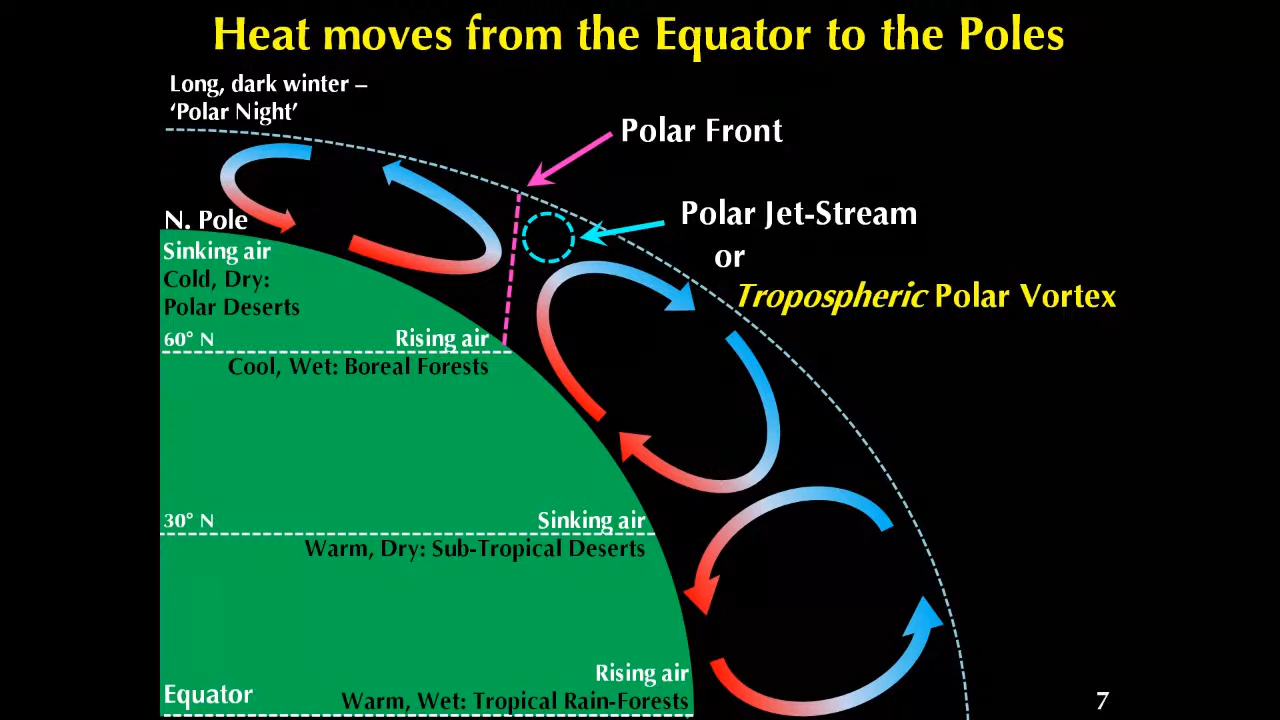 Heat moves from the Equator to the Poles
Long, dark winter –
‘Polar Night’
Polar Front
Polar Jet-Stream
or
Tropospheric Polar Vortex
N. Pole
Sinking air
Cold, Dry:
Polar Deserts
60° N
Rising air
Cool, Wet: Boreal Forests
30° N
Sinking air
Warm, Dry: Sub-Tropical Deserts
Rising air
Equator
Warm, Wet: Tropical Rain-Forests
7